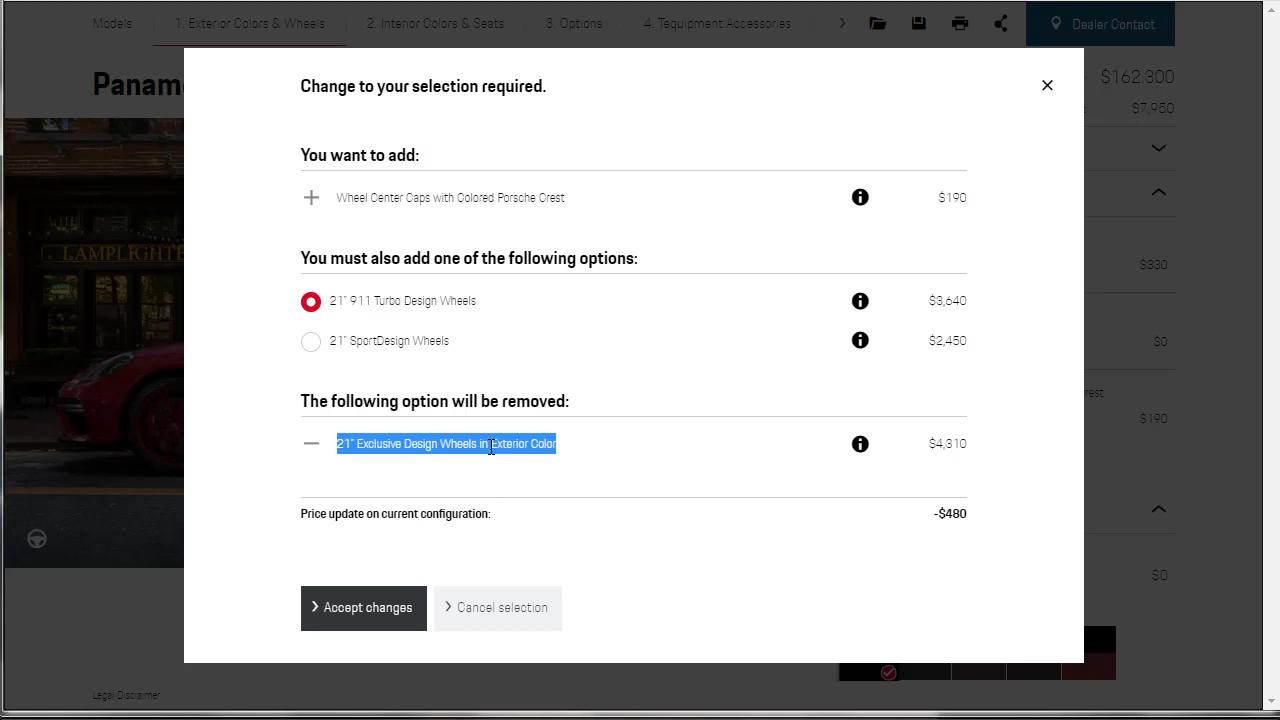 Models 1. Exterior Colors & Wheels 2. Interior Colors & Seats 3. Options 4. Tequipment Accessories Dealer Contact
Panam
$162,300
$7,950
Change to your selection required.
You want to add:
Wheel Center Caps with Colored Porsche Crest $190
You must also add one of the following options:
21" 911 Turbo Design Wheels $3,640
21" SportDesign Wheels $2,450
The following option will be removed:
21" Exclusive Design Wheels in Exterior Color $4,310
Price update on current configuration: -$480
Accept changes Cancel selection
LAMPLIGHTE
$330
$0
rest
$190
$0
Legal Disclaimer